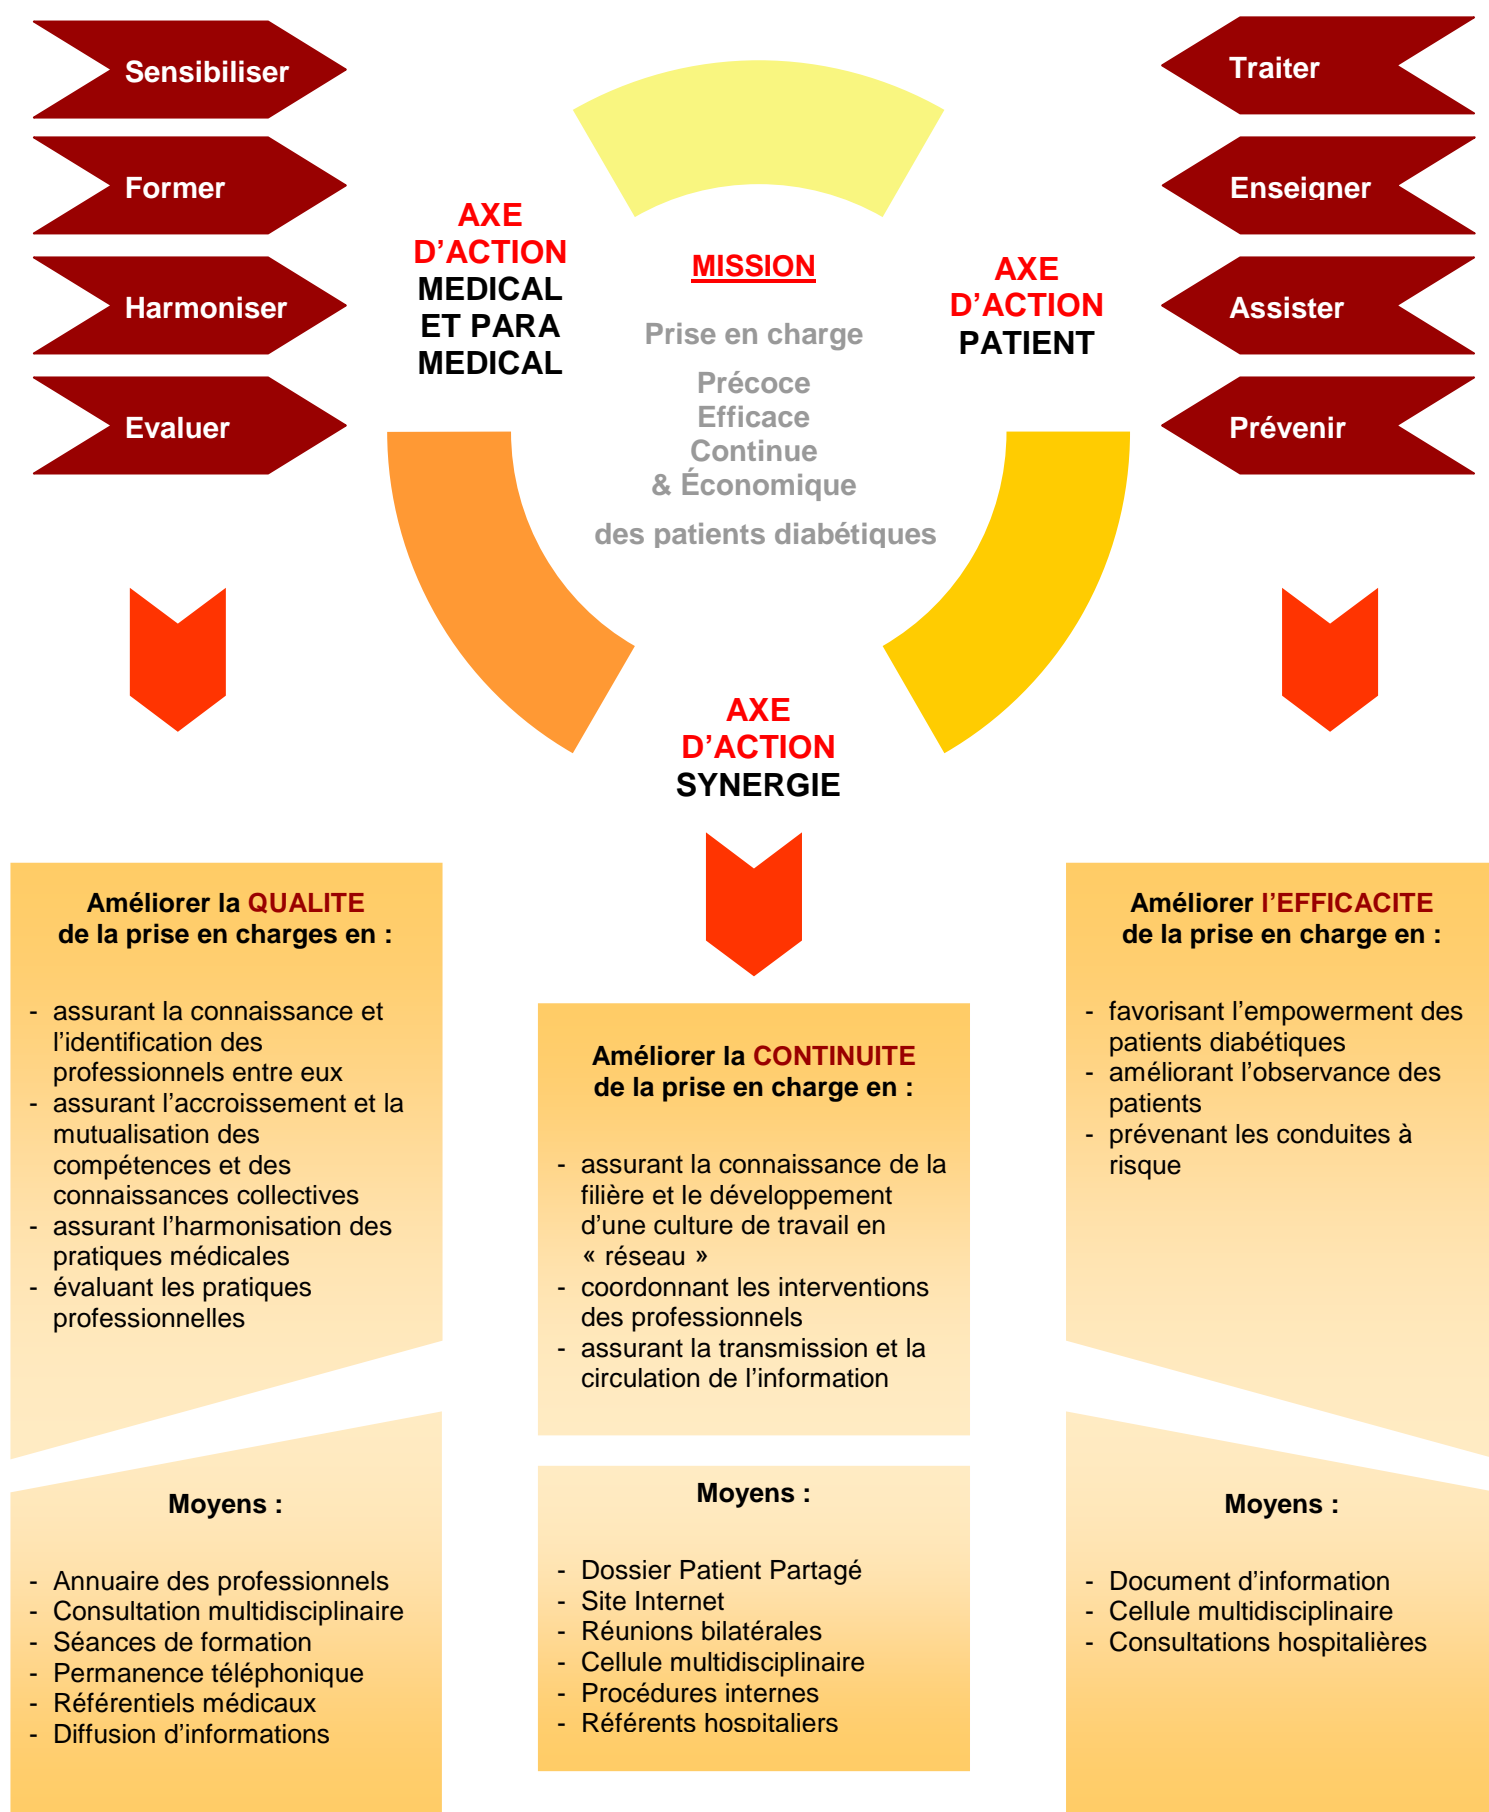 Sensibiliser
Former
Harmoniser
Evaluer
AXE
D’ACTION
MEDICAL
ET PARA
MEDICAL
MISSION
Prise en charge
Précoce
Efficace
Continue
& Économique
des patients diabétiques
AXE
D’ACTION
PATIENT
Traiter
Enseigner
Assister
Prévenir
AXE
D’ACTION
SYNERGIE
Améliorer la QUALITE
de la prise en charges en :
- assurant la connaissance et
l’identification des
professionnels entre eux
- assurant l’accroissement et la
mutualisation des
compétences et des
connaissances collectives
- assurant l’harmonisation des
pratiques médicales
- évaluant les pratiques
professionnelles
Moyens :
- Annuaire des professionnels
- Consultation multidisciplinaire
- Séances de formation
- Permanence téléphonique
- Référentiels médicaux
- Diffusion d’informations
Améliorer la CONTINUITE
de la prise en charge en :
- assurant la connaissance de la
filière et le développement
d’une culture de travail en
« réseau »
- coordonnant les interventions
des professionnels
- assurant la transmission et la
circulation de l’information
Moyens :
- Dossier Patient Partagé
- Site Internet
- Réunions bilatérales
- Cellule multidisciplinaire
- Procédures internes
- Référents hospitaliers
Améliorer l’EFFICACITE
de la prise en charge en :
- favorisant l’empowerment des
patients diabétiques
- améliorant l’observance des
patients
- prévenant les conduites à
risque
Moyens :
- Document d’information
- Cellule multidisciplinaire
- Consultations hospitalières